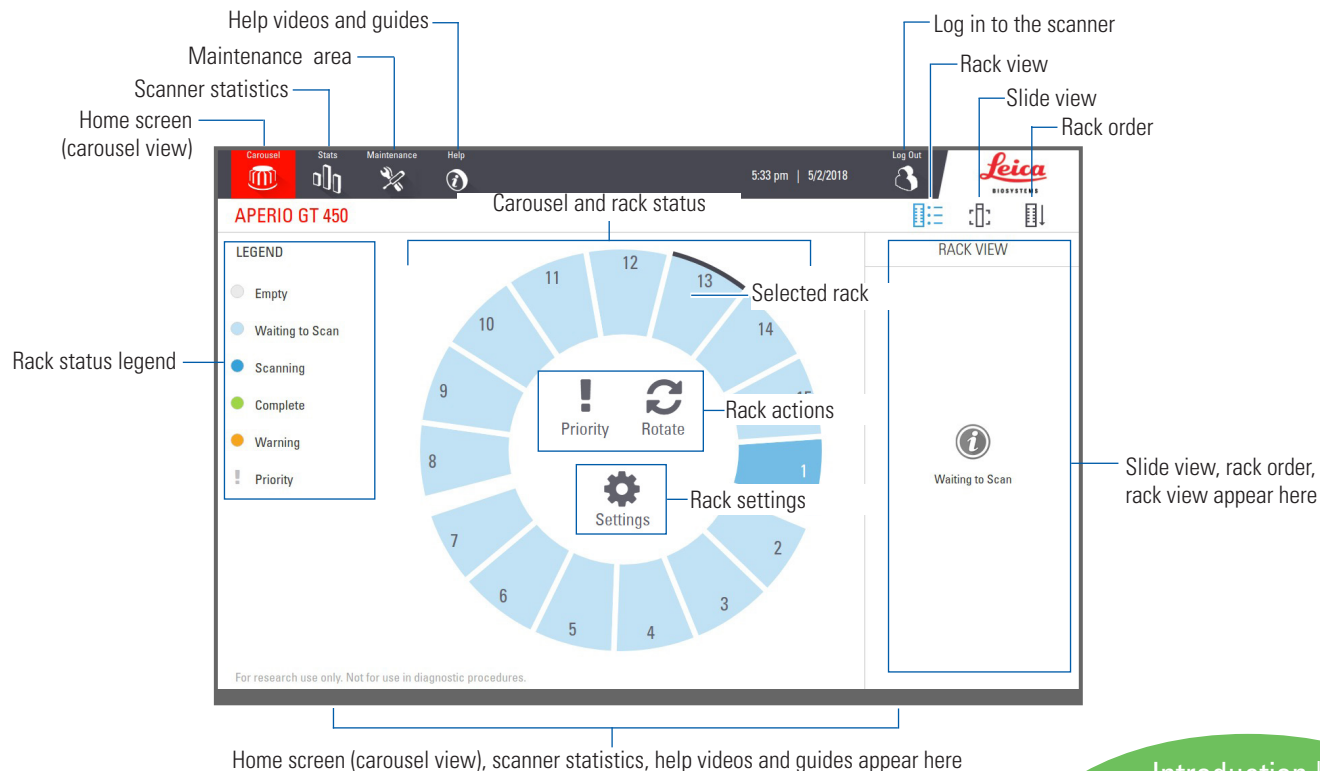 Help videos and guides
Log in to the scanner
Maintenance area
Rack view
Scanner statistics
Slide view
Home screen
(carousel view)
Rack order
Carousel
Stats
Maintenance
Help
5:33 pm | 5/2/2018
Log Out
Leica
BIOSYSTEMS
APERIO GT 450
Carousel and rack status
LEGEND
Empty
Waiting to Scan
Scanning
Complete
Warning
! Priority
Rack status legend
12
13
11
Selected rack
10
14
9
8
1
7
2
6
3
5
4
! Priority
Rotate
Rack actions
Settings
Rack settings
RACK VIEW
Waiting to Scan
Slide view, rack order,
rack view appear here
For research use only. Not for use in diagnostic procedures.
Home screen (carousel view), scanner statistics, help videos and guides appear here
Introduction